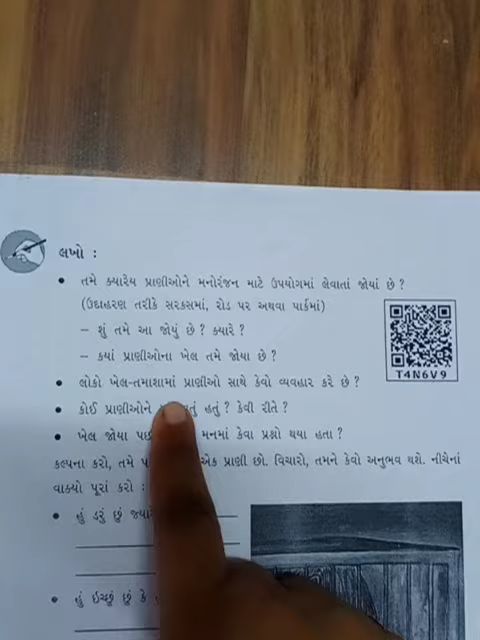 લખો :
• તમે ક્યારેય પ્રાણીઓને મનોરંજન માટે ઉપયોગમાં લેવાતાં જોયાં છે ?
(ઉદાહરણ તરીકે સરકસમાં, રોડ પર અથવા પાર્કમાં)
– શું તમે આ જોયું છે ? ક્યારે ?
– કયાં પ્રાણીઓના ખેલ તમે જોયા છે ?
T4N6V9
• લોકો ખેલ-તમાશામાં પ્રાણીઓ સાથે કેવો વ્યવહાર કરે છે ?
• કોઈ પ્રાણીઓને હતું ? કેવી રીતે ?
• ખેલ જોયા મનમાં કેવા પ્રશ્નો થયા હતા ?
કલ્પના કરો, તમે એક પ્રાણી છો. વિચારો, તમને કેવો અનુભવ થશે. નીચેનાં
વાક્યો પૂરાં કરો :
• હું ડરું છું
• હું ઇચ્છું છું કે